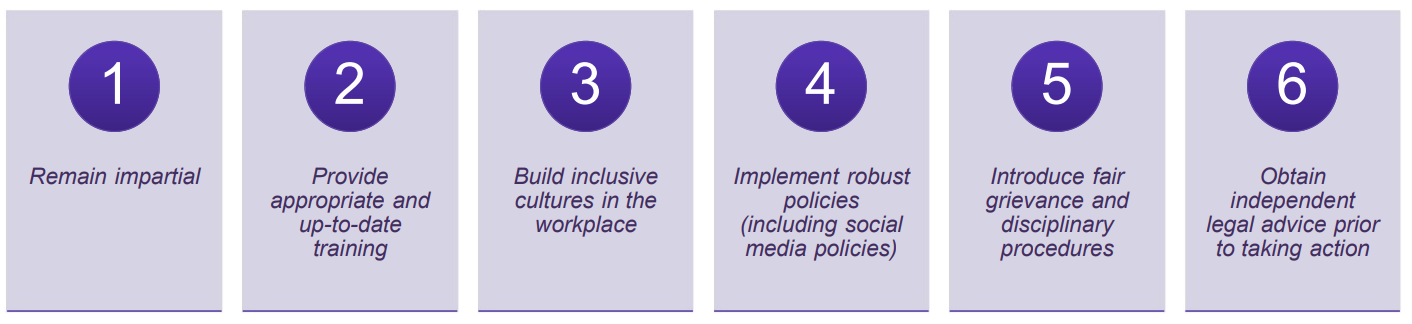 1
Remain impartial
2
Provide
appropriate and
up-to-date
training
3
Build inclusive
cultures in the
workplace
4
Implement robust
policies
(including social
media policies)
5
Introduce fair
grievance and
disciplinary
procedures
6
Obtain
independent
legal advice prior
to taking action